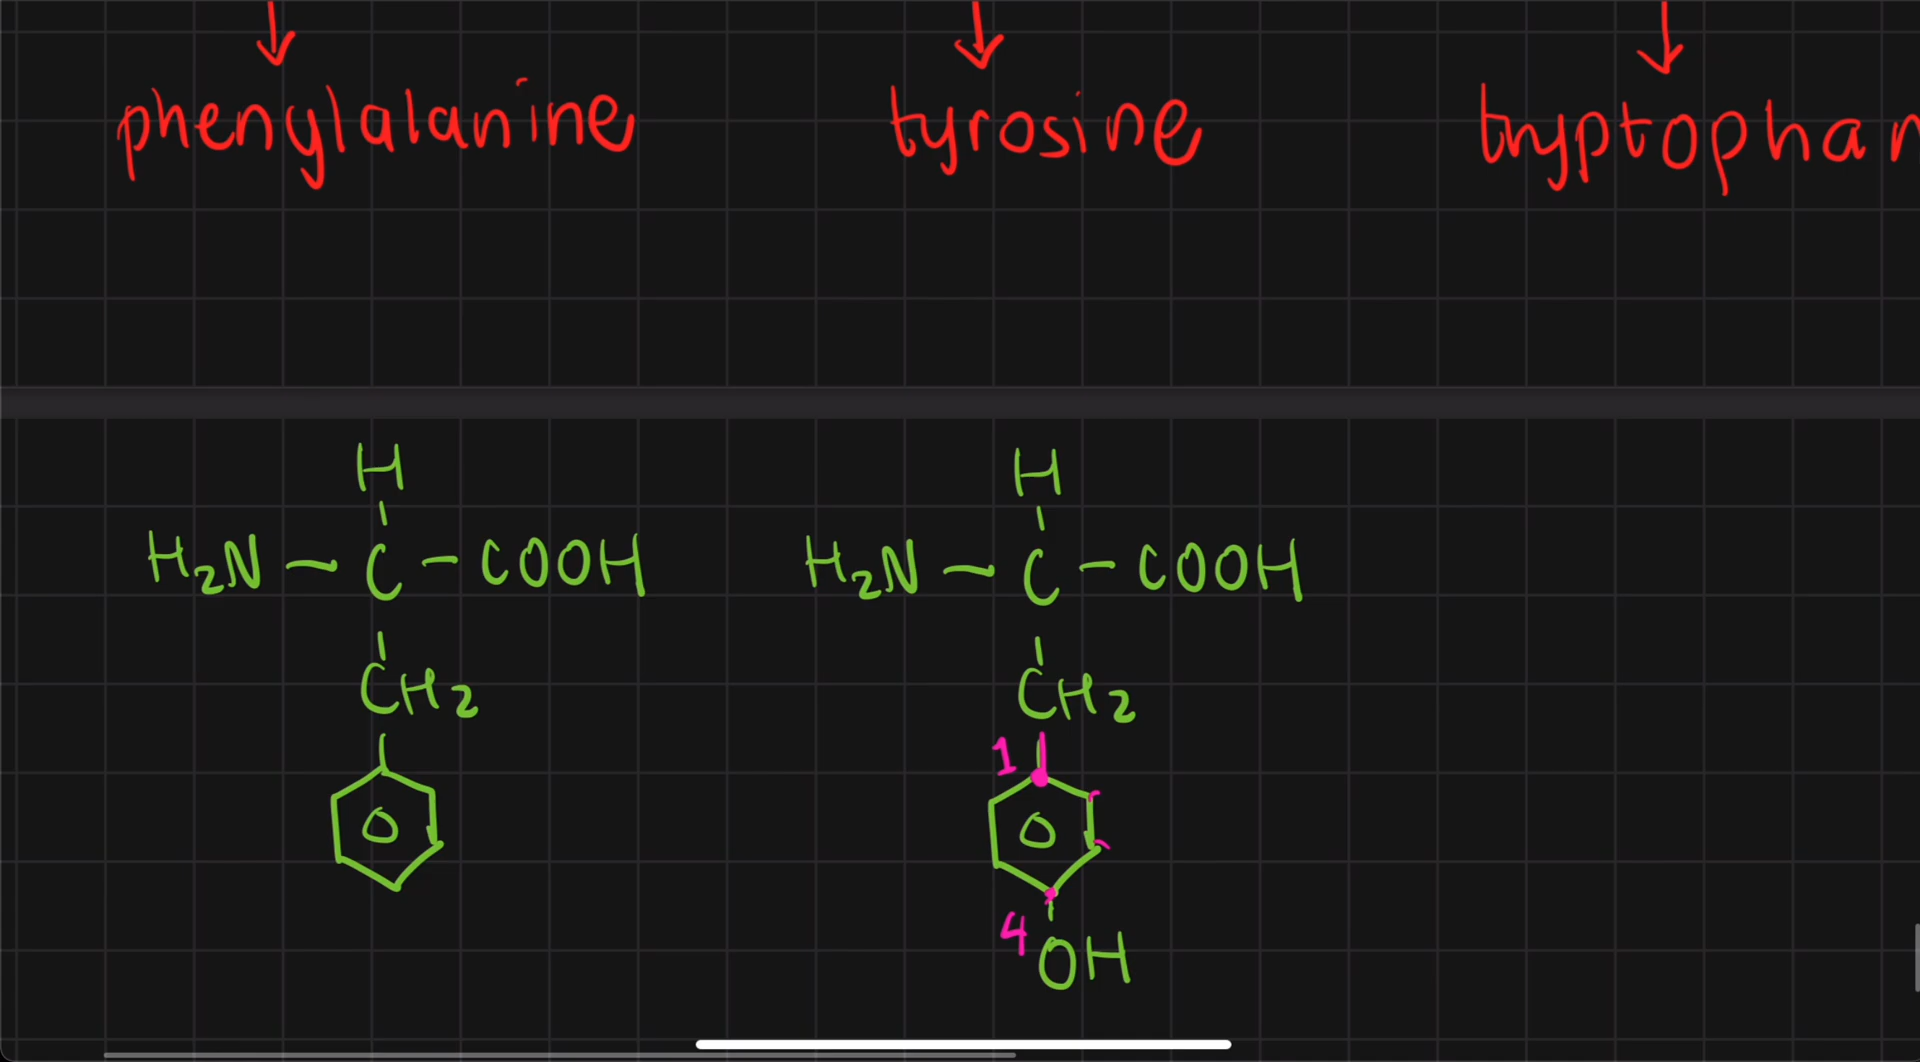 phenylalanine tyrosine tryptophan
H H
H₂N - C - COOH H₂N - C - COOH
CH₂ CH₂
1
4
OH